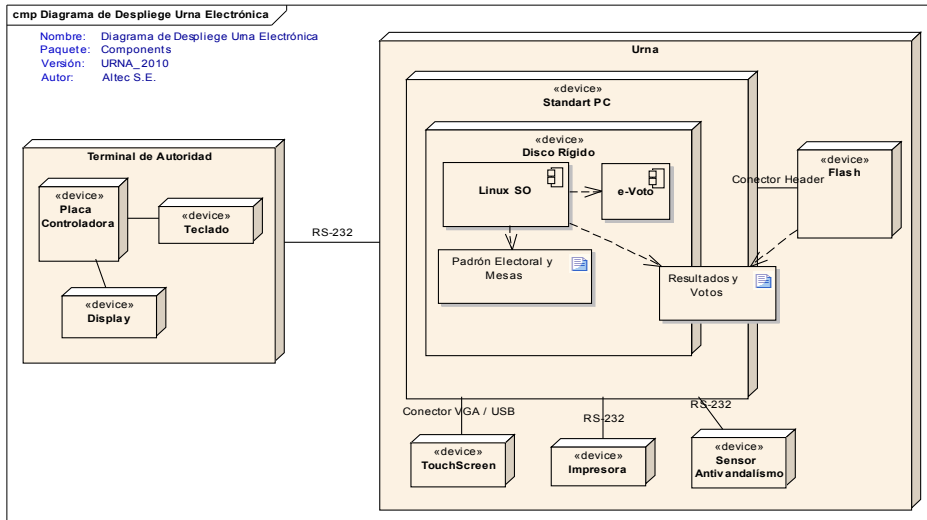 cmp Diagrama de Despliege Urna Electrónica
Nombre: Diagrama de Despliege Urna Electrónica
Paquete: Components
Versión: URNA_2010
Autor: Altec S.E.
Terminal de Autoridad
«device»
Placa
Controladora
«device»
Teclado
«device»
Display
RS-232
Urna
«device»
Standart PC
«device»
Disco Rígido
Linux SO
e-Voto
Padrón Electoral y
Mesas
Resultados y
Votos
Conector Header
«device»
Flash
Conector VGA / USB
RS-232
RS-232
«device»
TouchScreen
«device»
Impresora
«device»
Sensor
Antivandalísmo